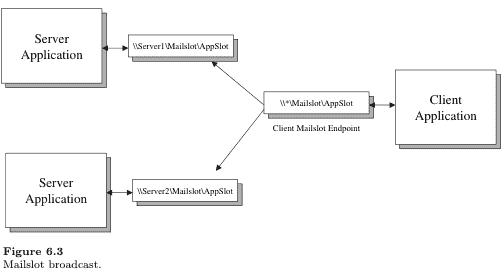 Server
Application
\\Server1\Mailslot\AppSlot
\\*\Mailslot\AppSlot
Client Mailslot Endpoint
Client
Application
Server
Application
\\Server2\Mailslot\AppSlot
Figure 6.3
Mailslot broadcast.